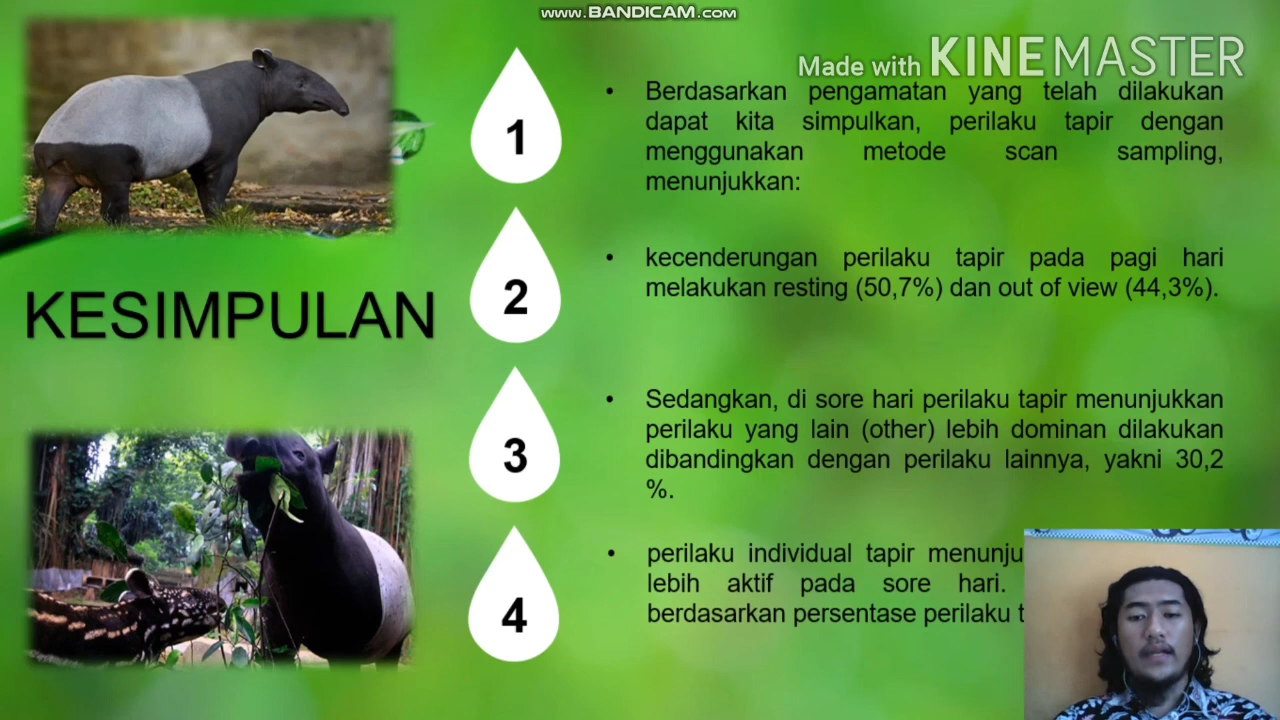 www.BANDICAM.com
Made with KINEMASTER
KESIMPULAN
1
• Berdasarkan pengamatan yang telah dilakukan
dapat kita simpulkan, perilaku tapir dengan
menggunakan metode scan sampling,
menunjukkan:
2
• kecenderungan perilaku tapir pada pagi hari
melakukan resting (50,7%) dan out of view (44,3%).
3
• Sedangkan, di sore hari perilaku tapir menunjukkan
perilaku yang lain (other) lebih dominan dilakukan
dibandingkan dengan perilaku lainnya, yakni 30,2
%.
4
• perilaku individual tapir
lebih aktif pada sore hari.
berdasarkan persentase perilaku